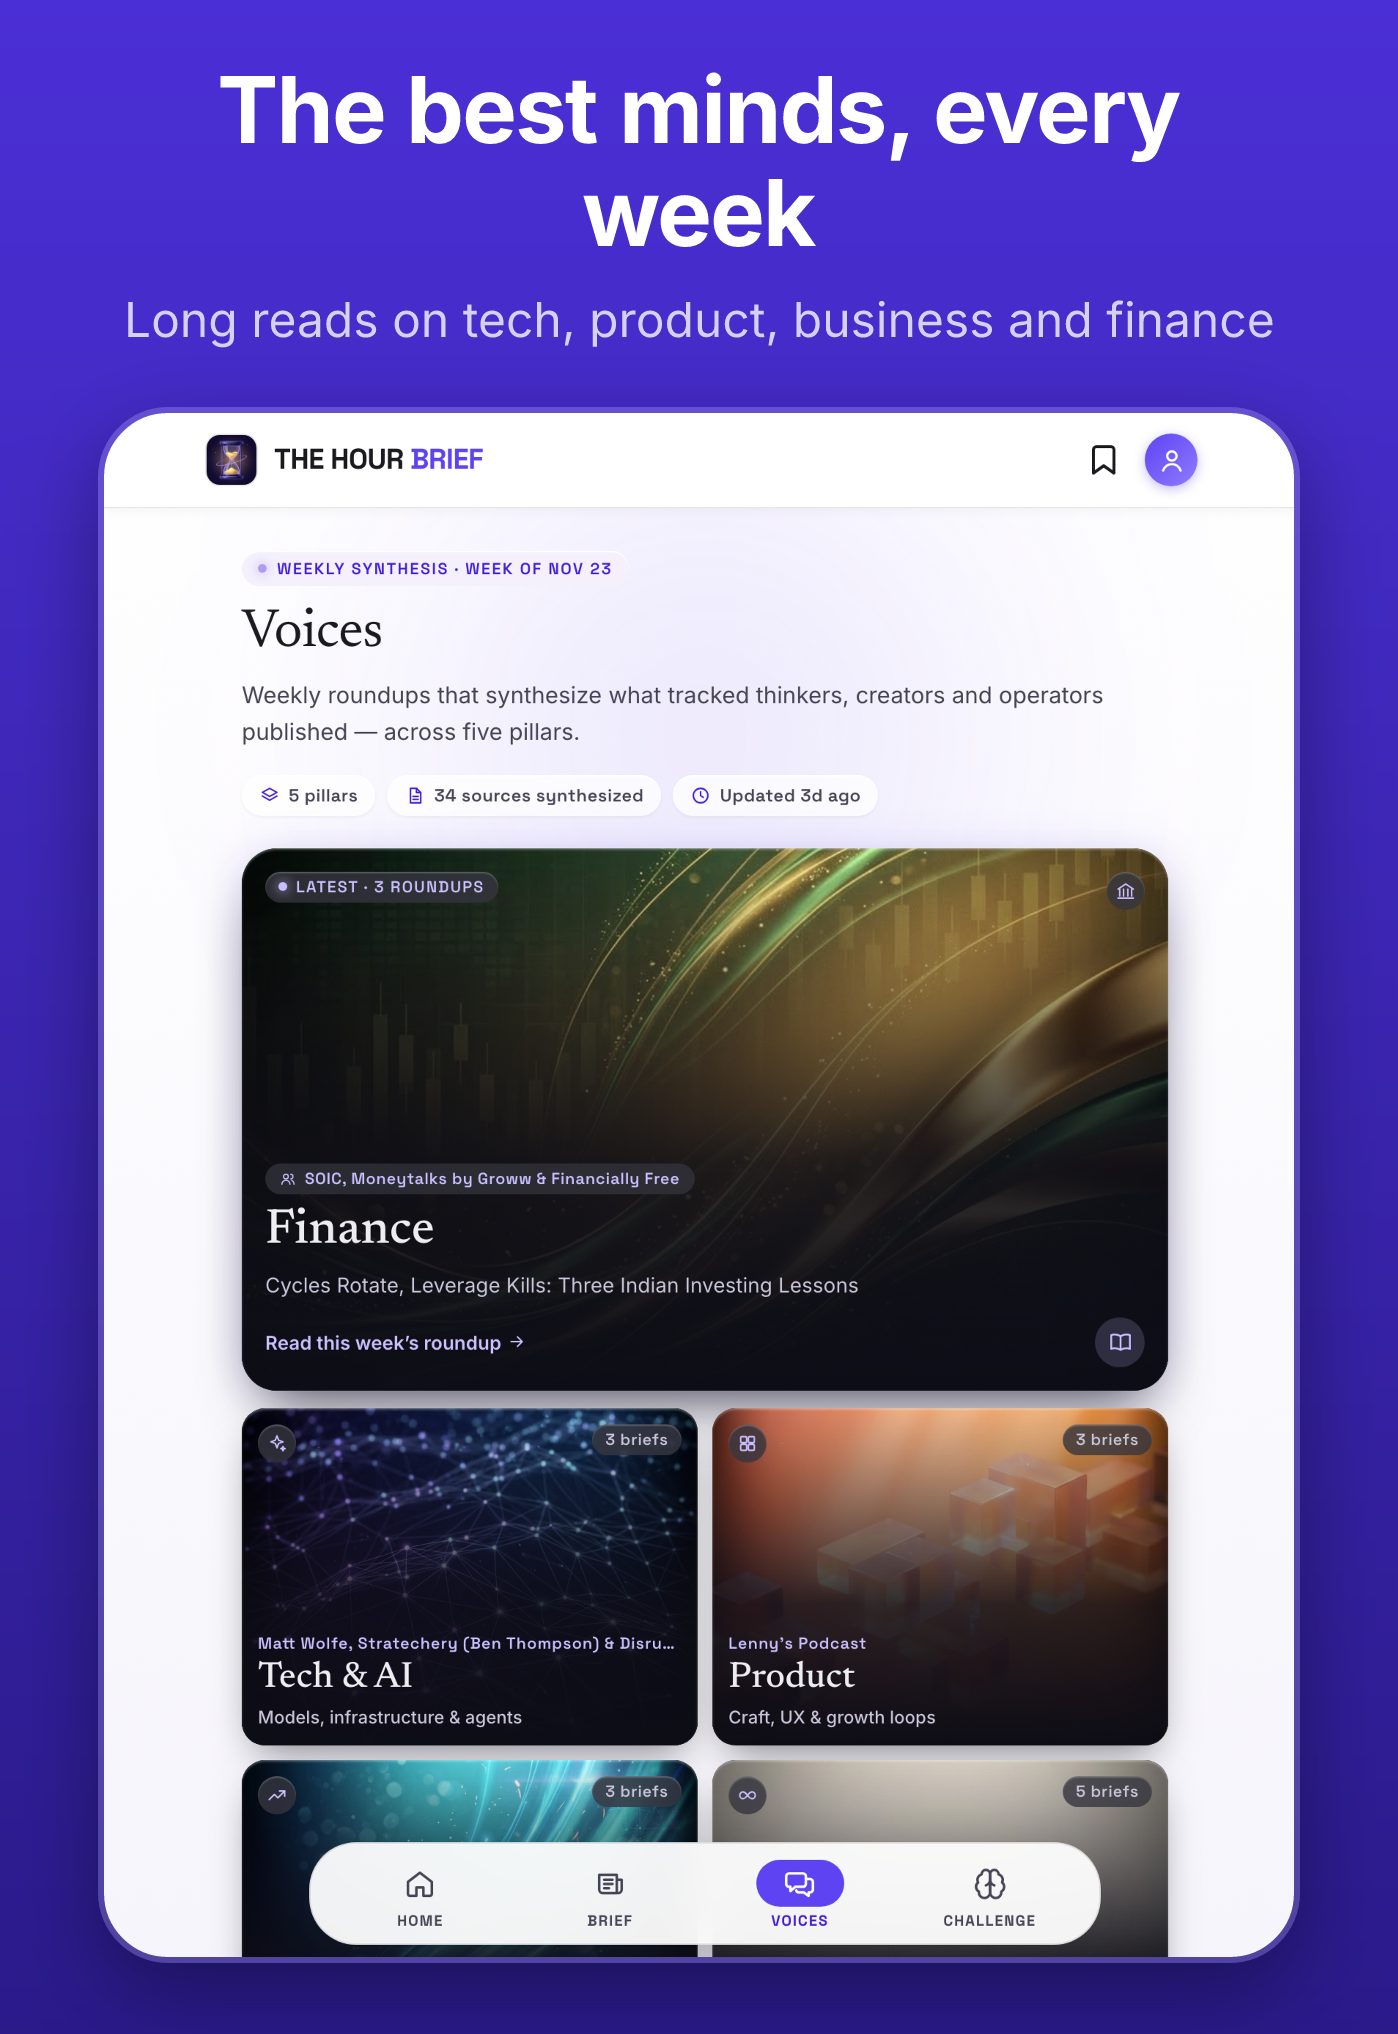 The best minds, every
week
Long reads on tech, product, business and finance
THE HOUR BRIEF
WEEKLY SYNTHESIS · WEEK OF NOV 23
Voices
Weekly roundups that synthesize what tracked thinkers, creators and operators
published — across five pillars.
5 pillars
34 sources synthesized
Updated 3d ago
LATEST · 3 ROUNDUPS
SOIC, Moneytalks by Groww & Financially Free
Finance
Cycles Rotate, Leverage Kills: Three Indian Investing Lessons
Read this week’s roundup →
3 briefs
Matt Wolfe, Stratechery (Ben Thompson) & Disru...
Tech & AI
Models, infrastructure & agents
3 briefs
Lenny’s Podcast
Product
Craft, UX & growth loops
3 briefs
5 briefs
HOME
BRIEF
VOICES
CHALLENGE